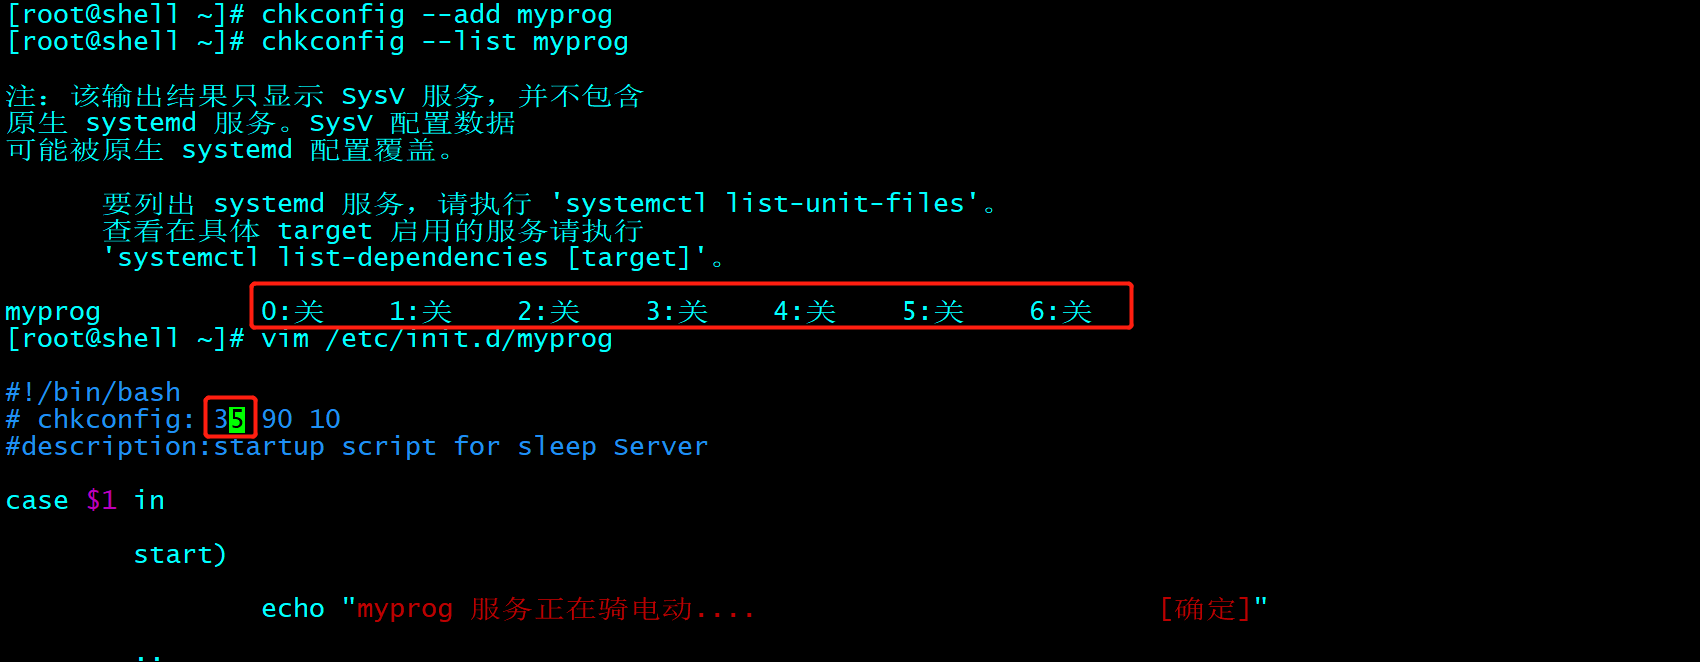 [root@shell ~]# chkconfig --add myprog
[root@shell ~]# chkconfig --list myprog
注：该输出结果只显示 SysV 服务，并不包含
原生 systemd 服务。SysV 配置数据
可能被原生 systemd 配置覆盖。
要列出 systemd 服务，请执行 'systemctl list-unit-files'。
查看在具体 target 启用的服务请执行
'systemctl list-dependencies [target]'。
myprog 0:关 1:关 2:关 3:关 4:关 5:关 6:关
[root@shell ~]# vim /etc/init.d/myprog
#!/bin/bash
# chkconfig: 35 90 10
#description:startup script for sleep Server
case $1 in
start)
echo "myprog 服务正在骑电动.... [确定]"